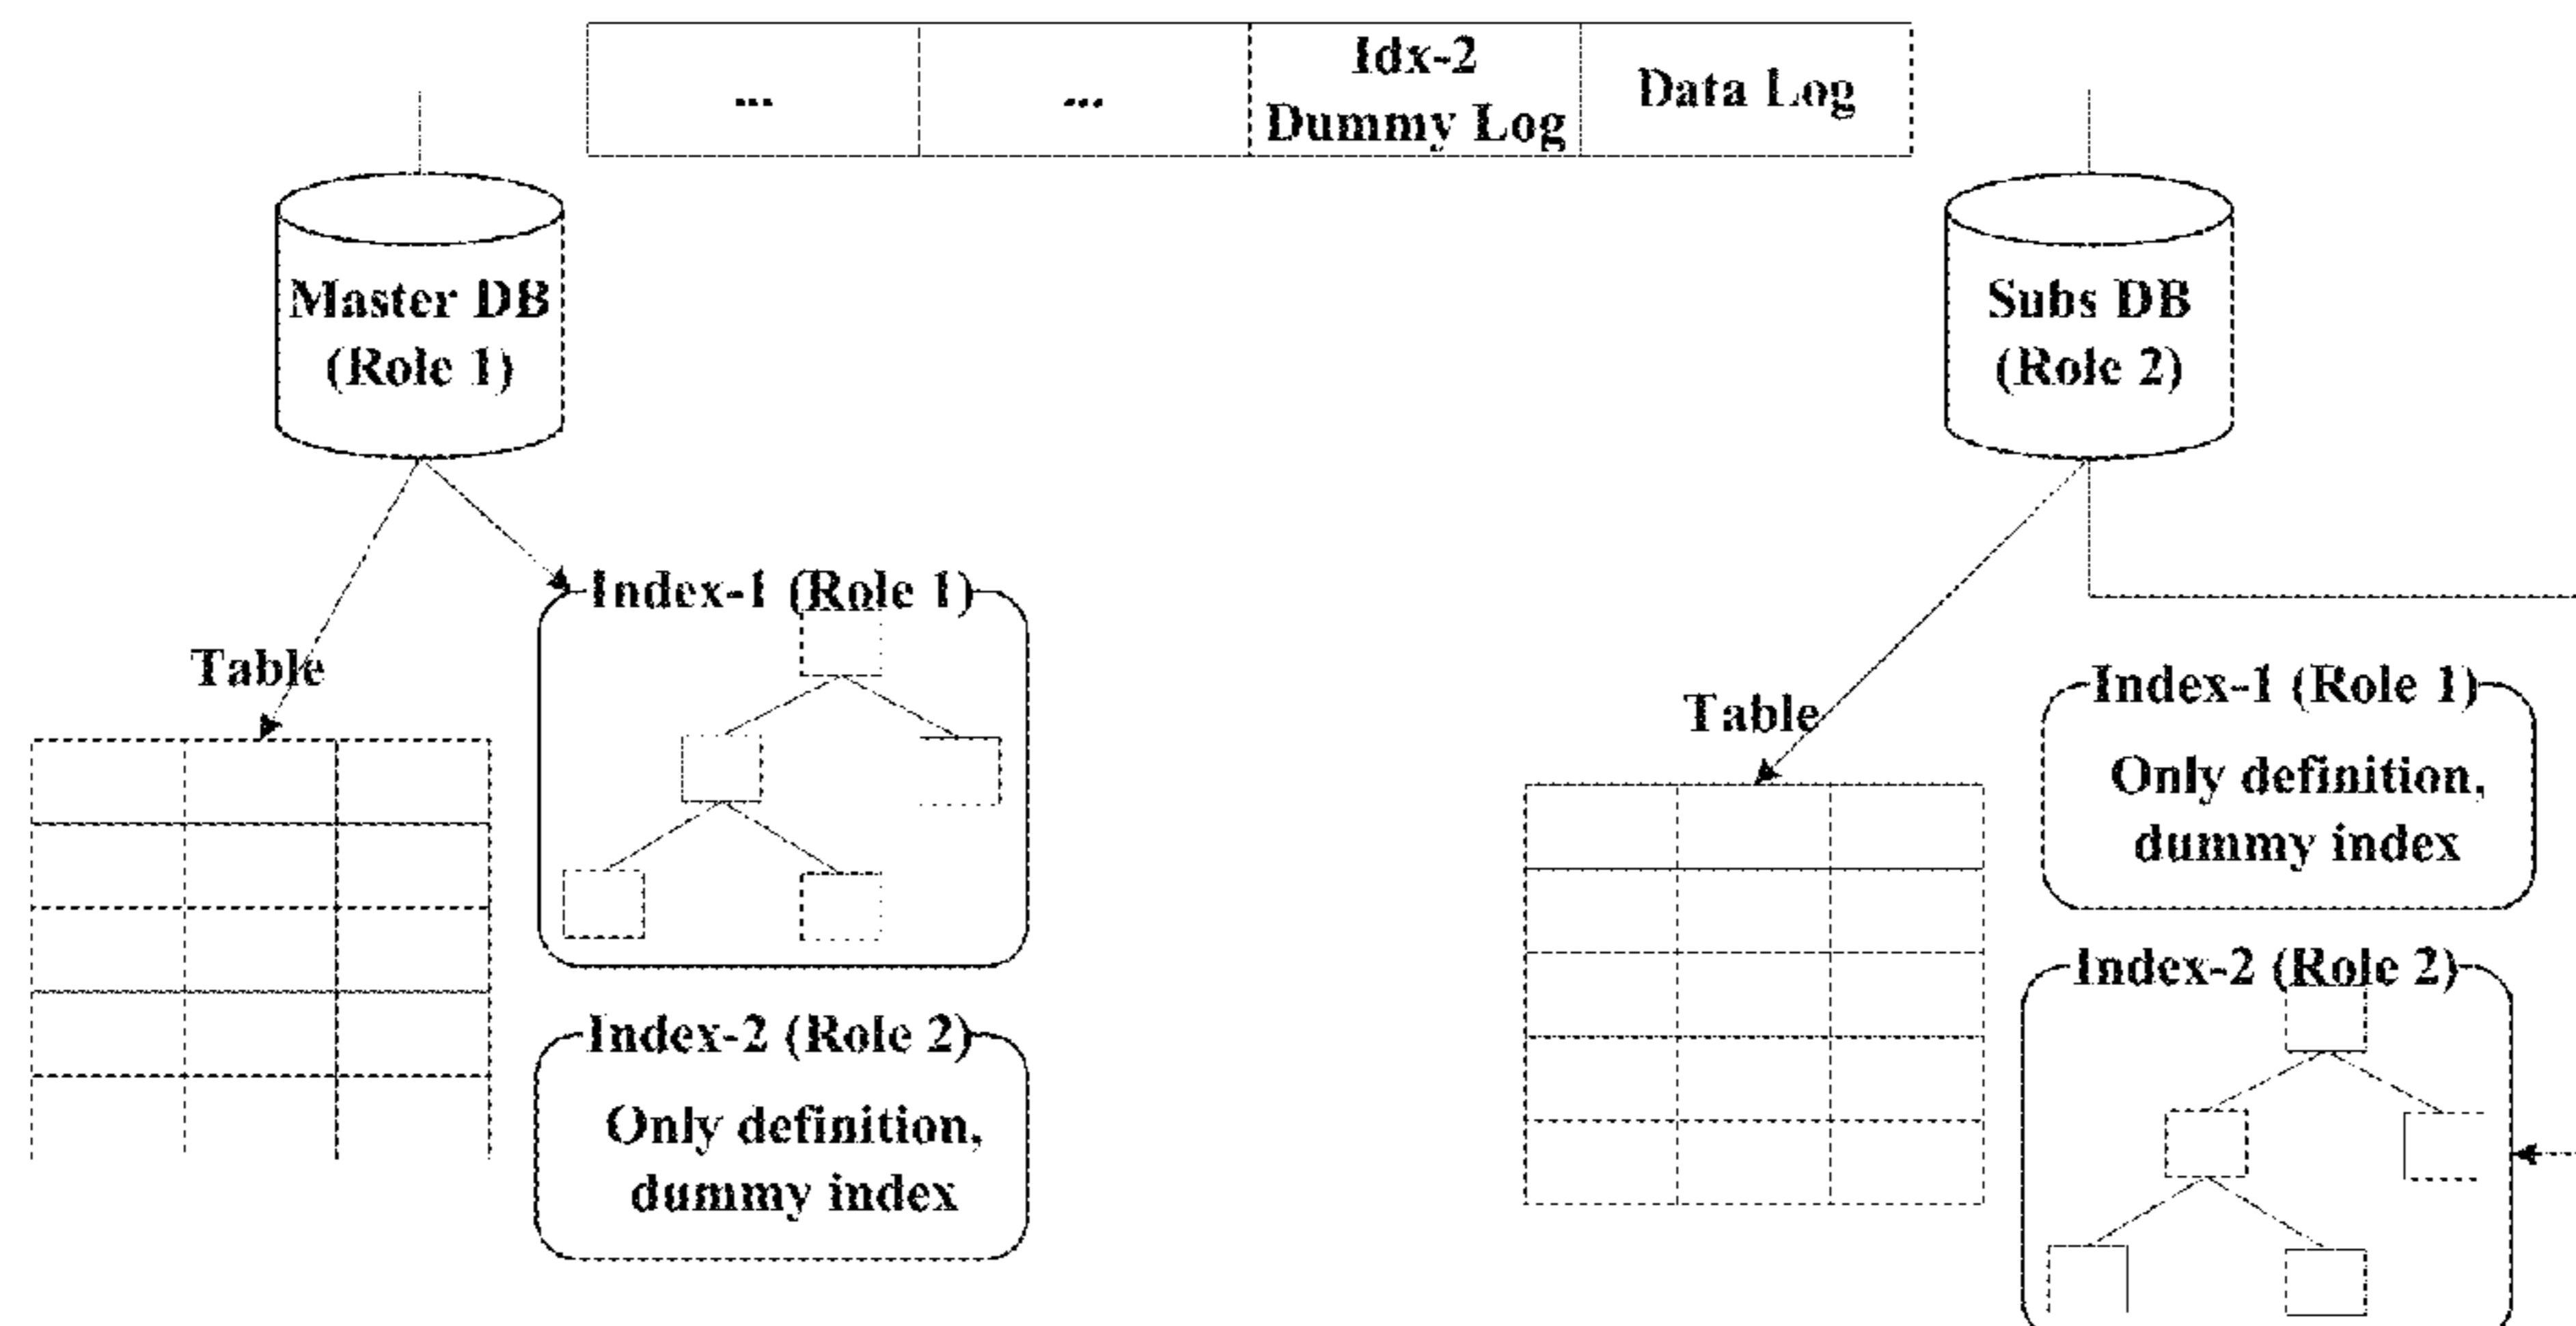 ...
...
Idx-2
Dummy Log
Data Log
Master DB
(Role 1)
Subs DB
(Role 2)
Index-1 (Role 1)
Table
Index-2 (Role 2)
Only definition,
dummy index
Table
Index-1 (Role 1)
Only definition,
dummy index
Index-2 (Role 2)